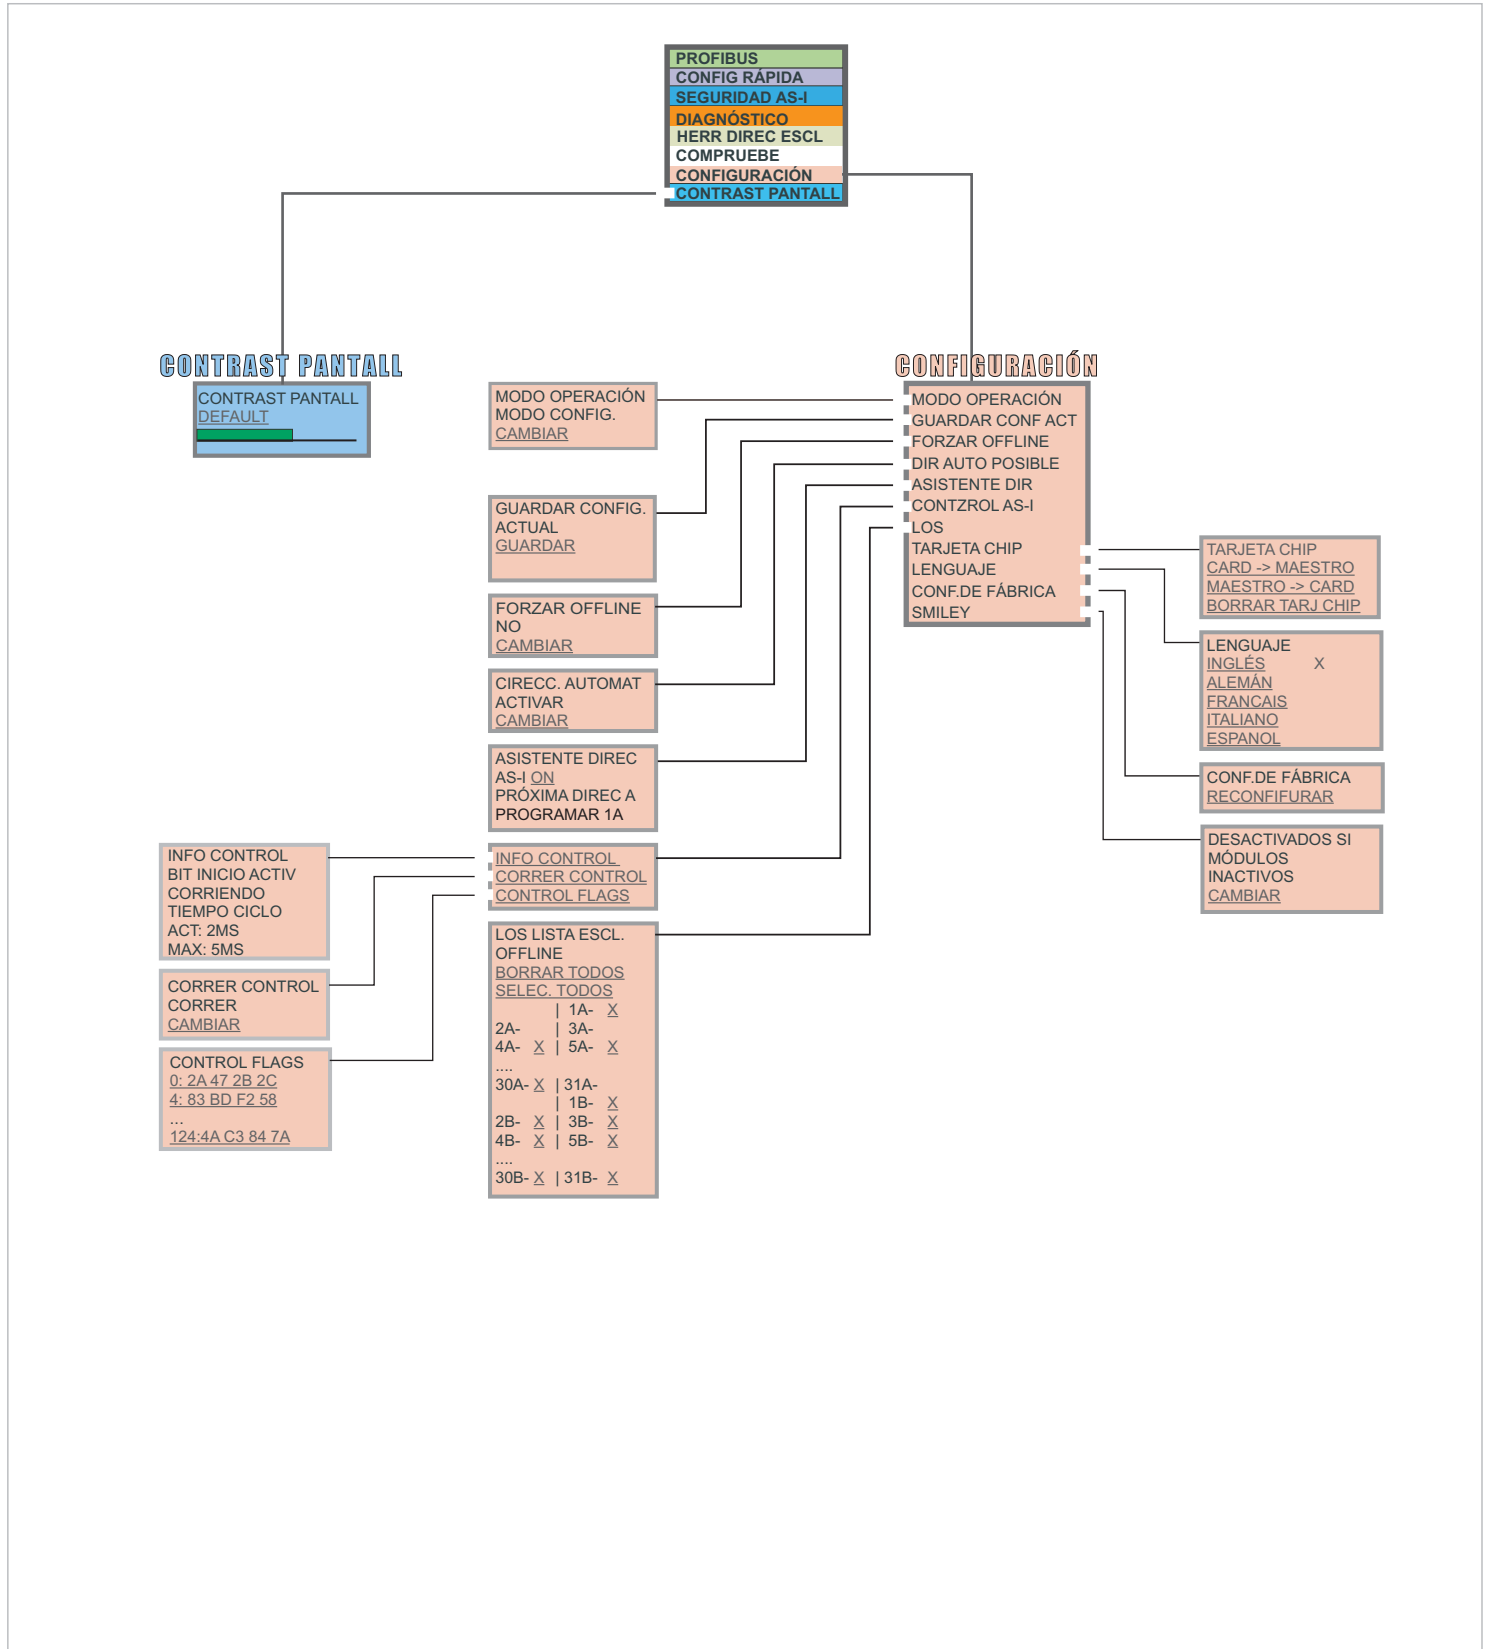 PROFIBUS
CONFIG RÁPIDA
SEGURIDAD AS-I
DIAGNÓSTICO
HERR DIREC ESCL
COMPRUEBE
CONFIGURACIÓN
CONTRAST PANTALL
CONTRAST PANTALL
CONTRAST PANTALL
DEFAULT
CONFIGURACIÓN
MODO OPERACIÓN
GUARDAR CONF ACT
FORZAR OFFLINE
DIR AUTO POSIBLE
ASISTENTE DIR
CONTZROL AS-I
LOS
TARJETA CHIP
LENGUAJE
CONF.DE FÁBRICA
SMILEY
MODO OPERACIÓN
MODO CONFIG.
CAMBIAR
GUARDAR CONFIG.
ACTUAL
GUARDAR
FORZAR OFFLINE
NO
CAMBIAR
CIRECC. AUTOMAT
ACTIVAR
CAMBIAR
ASISTENTE DIREC
AS-I ON
PRÓXIMA DIREC A
PROGRAMAR 1A
INFO CONTROL
CORRER CONTROL
CONTROL FLAGS
LOS LISTA ESCL.
OFFLINE
BORRAR TODOS
SELEC. TODOS
| 1A- X
2A- | 3A-
4A- X | 5A- X
....
30A- X | 31A-
| 1B- X
2B- X | 3B- X
4B- X | 5B- X
....
30B- X | 31B- X
INFO CONTROL
BIT INICIO ACTIV
CORRIENDO
TIEMPO CICLO
ACT: 2MS
MAX: 5MS
CORRER CONTROL
CORRER
CAMBIAR
CONTROL FLAGS
0: 2A 47 2B 2C
4: 83 BD F2 58
...
124:4A C3 84 7A
TARJETA CHIP
CARD -> MAESTRO
MAESTRO -> CARD
BORRAR TARJ CHIP
LENGUAJE
INGLÉS X
ALEMÁN
FRANCAIS
ITALIANO
ESPANOL
CONF.DE FÁBRICA
RECONFIFURAR
DESACTIVADOS SI
MÓDULOS
INACTIVOS
CAMBIAR